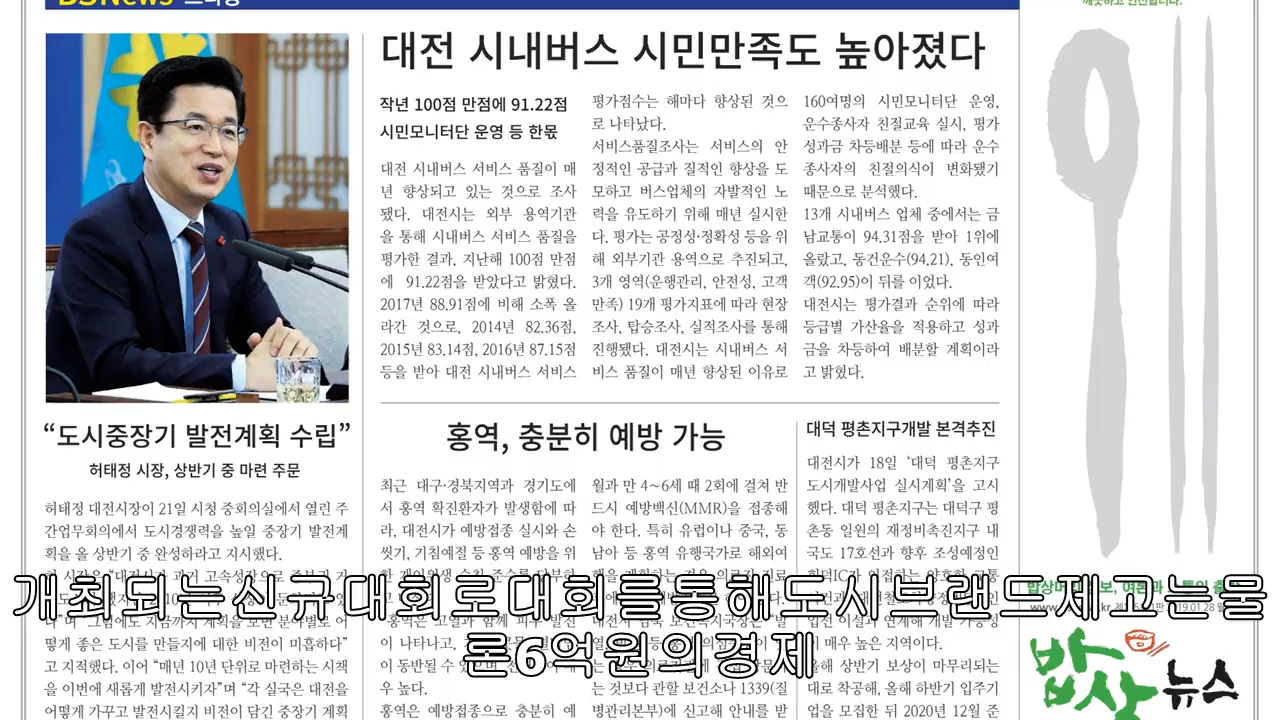 BSNews 브리핑
깨끗하고 안전합니다.
대전 시내버스 시민만족도 높아졌다
작년 100점 만점에 91.22점
시민모니터단 운영 등 한몫
대전 시내버스 서비스 품질이 매
년 향상되고 있는 것으로 조사
됐다. 대전시는 외부 용역기관
을 통해 시내버스 서비스 품질을
평가한 결과, 지난해 100점 만점
에 91.22점을 받았다고 밝혔다.
2017년 88.91점에 비해 소폭 올
라간 것으로, 2014년 82.36점,
2015년 83.14점, 2016년 87.15점
등을 받아 대전 시내버스 서비스
평가점수는 해마다 향상된 것으
로 나타났다.
서비스품질조사는 서비스의 안
정적인 공급과 질적인 향상을 도
모하고 버스업체의 자발적인 노
력을 유도하기 위해 매년 실시한
다. 평가는 공정성·정확성 등을 위
해 외부기관 용역으로 추진되고,
3개 영역(운행관리, 안전성, 고객
만족) 19개 평가지표에 따라 현장
조사, 탑승조사, 실적조사를 통해
진행됐다. 대전시는 시내버스 서
비스 품질이 매년 향상된 이유로
160여명의 시민모니터단 운영,
운수종사자 친절교육 실시, 평가
성과금 차등배분 등에 따라 운수
종사자의 친절의식이 변화됐기
때문으로 분석했다.
13개 시내버스 업체 중에서는 금
남교통이 94.31점을 받아 1위에
올랐고, 동건운수(94.21), 동인여
객(92.95)이 뒤를 이었다.
대전시는 평가결과 순위에 따라
등급별 가산율을 적용하고 성과
금을 차등하여 배분할 계획이라
고 밝혔다.
“도시중장기 발전계획 수립”
허태정 시장, 상반기 중 마련 주문
허태정 대전시장이 21일 시청 중회의실에서 열린 주
간업무회의에서 도시경쟁력을 높일 중장기 발전계
획을 올 상반기 중 완성하라고 지시했다.
떻게 좋은 도시를 만들지에 대한 비전이 미흡하다”
고 지적했다. 이어 “매년 10년 단위로 마련하는 시책
을 이번에 새롭게 발전시키자”며 “각 실국은 대전을
어떻게 가꾸고 발전시킬지 비전이 담긴 중장기 계획
홍역, 충분히 예방 가능
최근 대구·경북지역과 경기도에
서 홍역 확진환자가 발생함에 따
라, 대전시가 예방접종 실시와 손
씻기, 기침예절 등 홍역 예방을 위
우 높다.
홍역은 예방접종으로 충분히 예
월과 만 4~6세 때 2회에 걸쳐 반
드시 예방백신(MMR)을 접종해
야 한다. 특히 유럽이나 중국, 동
남아 등 홍역 유행국가로 해외여
는 것보다 관할 보건소나 1339(질
병관리본부)에 신고해 안내를 받
대덕 평촌지구개발 본격추진
대전시가 18일 ‘대덕 평촌지구
도시개발사업 실시계획’을 고시
했다. 대덕 평촌지구는 대덕구 평
촌동 일원의 재정비촉진지구 내
국도 17호선과 향후 조성예정인
이 매우 높은 지역이다.
올해 상반기 보상이 마무리되는
대로 착공해, 올해 하반기 입주기
업을 모집한 뒤 2020년 12월 준
개최되는신규대회로대회를통해도시브랜드제고는물
론6억원의경제
밥상뉴스